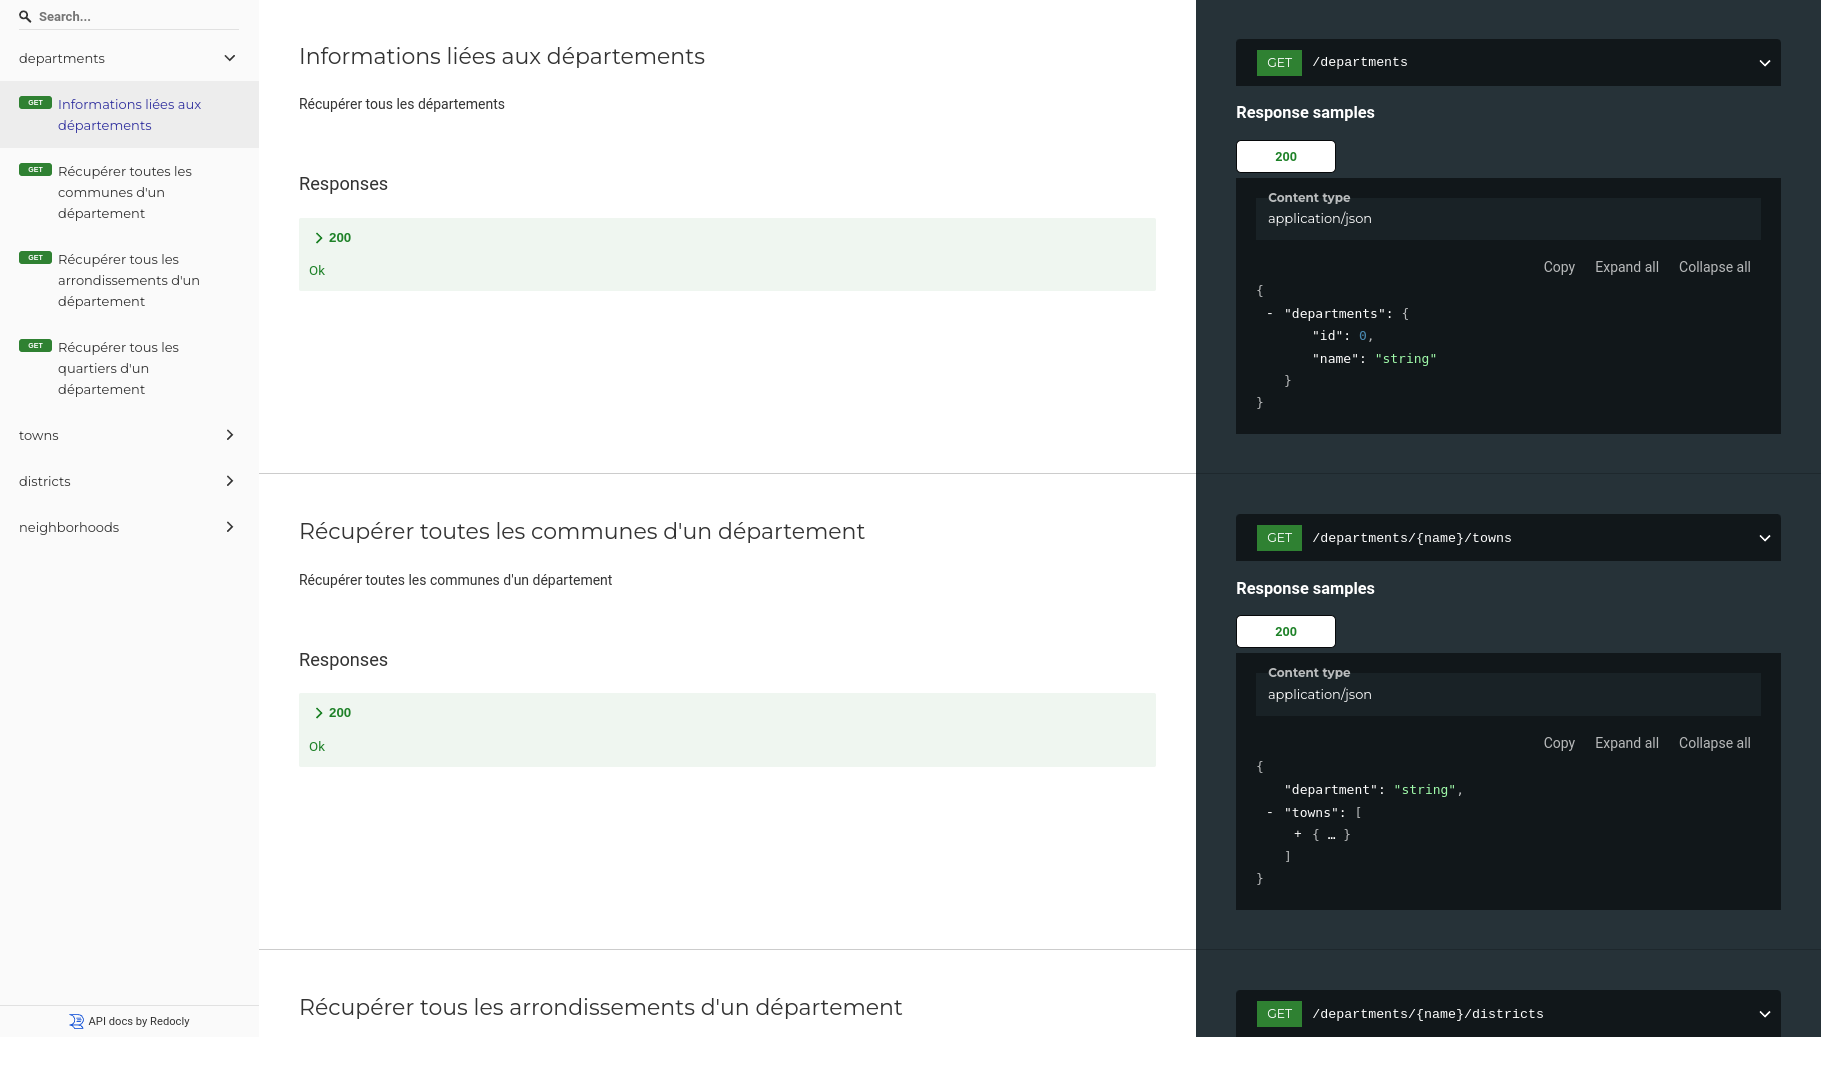 Search...
departments
GET Informations liées aux
départements
GET Récupérer toutes les
communes d'un
département
GET Récupérer tous les
arrondissements d'un
département
GET Récupérer tous les
quartiers d'un
département
towns
districts
neighborhoods
API docs by Redocly
Informations liées aux départements
Récupérer tous les départements
Responses
200
Ok
GET /departments
Response samples
200
Content type
application/json
Copy Expand all Collapse all
{
- "departments": {
"id": 0,
"name": "string"
}
}
Récupérer toutes les communes d'un département
Récupérer toutes les communes d'un département
Responses
200
Ok
GET /departments/{name}/towns
Response samples
200
Content type
application/json
Copy Expand all Collapse all
{
"department": "string",
- "towns": [
+ { … }
]
}
Récupérer tous les arrondissements d'un département
GET /departments/{name}/districts